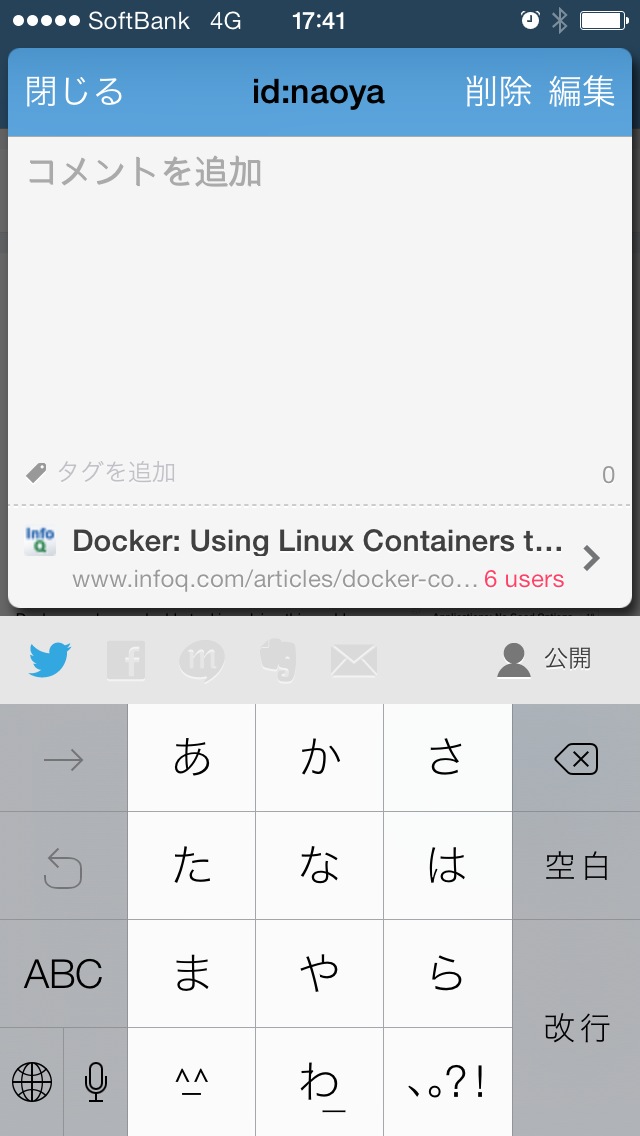 SoftBank 4G 17:41
閉じる id:naoya 削除 編集
コメントを追加
タグを追加 0
Info Q
Docker: Using Linux Containers t...
www.infoq.com/articles/docker-co... 6 users
公開
→ あ か さ
た な は 空白
ABC ま や ら
改行
^_^ わ_ 、。?!